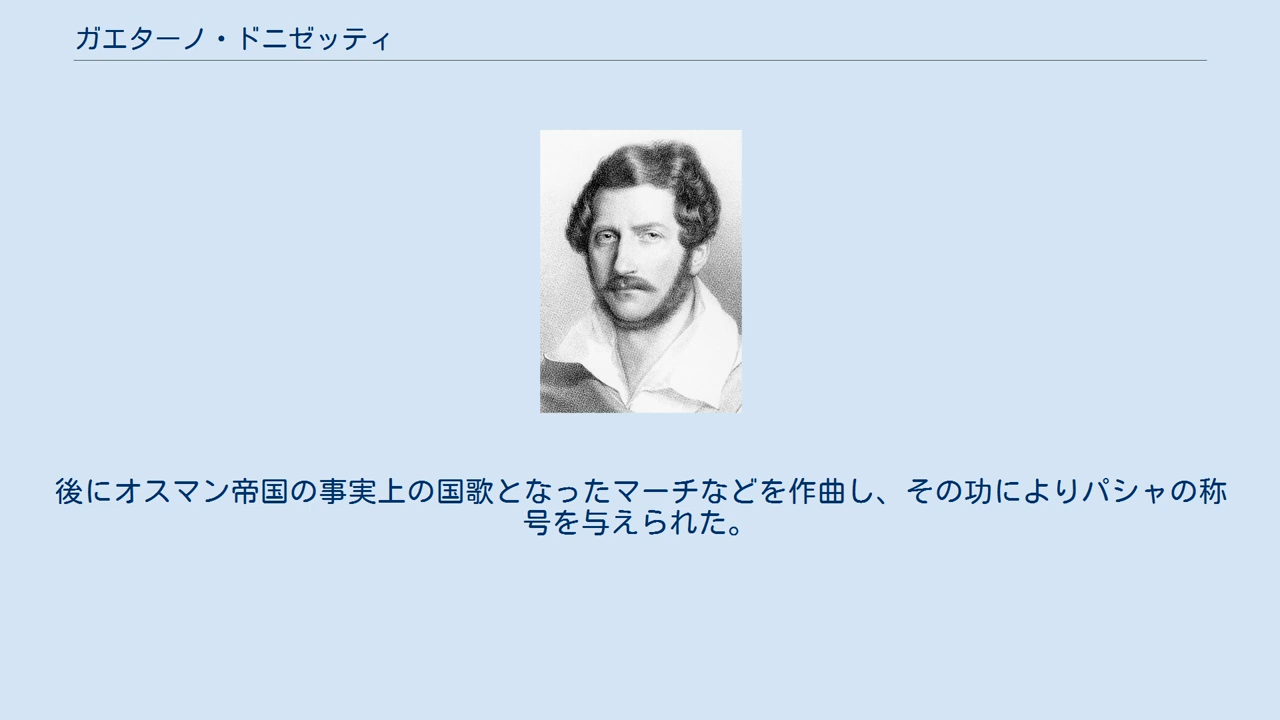 ガエターノ・ドニゼッティ
後にオスマン帝国の事実上の国歌となったマーチなどを作曲し、その功によりパシャの称
号を与えられた。